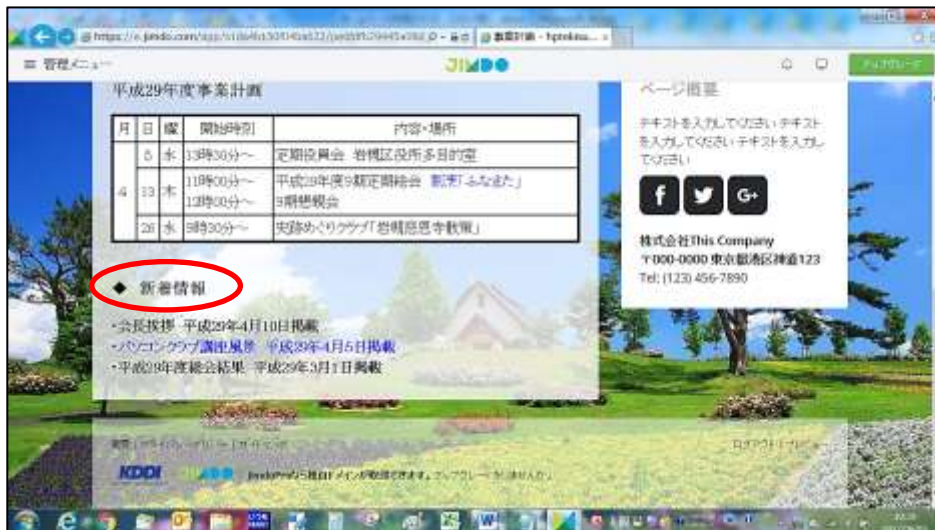 管理メニュー
JIMDO
アップグレード
平成29年度事業計画
月 日 曜 開始時刻 内容・場所
4
5 水 13時30分～ 定期役員会 岩槻区役所多目的室
13 木 11時00分～ 平成29年度9期定期総会 割烹「ふなまた」
12時00分～ 9期懇親会
26 水 9時30分～ 史跡めぐりクラブ「岩槻慈恩寺散策」
◆ 新着情報
・会長挨拶 平成29年4月10日掲載
・パソコンクラブ講座風景 平成29年4月5日掲載
・平成29年度総会結果 平成29年3月1日掲載
ページ概要
テキストを入力してください テキスト
を入力してください テキストを入力し
てください
f G+
株式会社This Company
〒000-0000 東京都港区神道123
Tel: (123) 456-7890
KDDI JIMDO